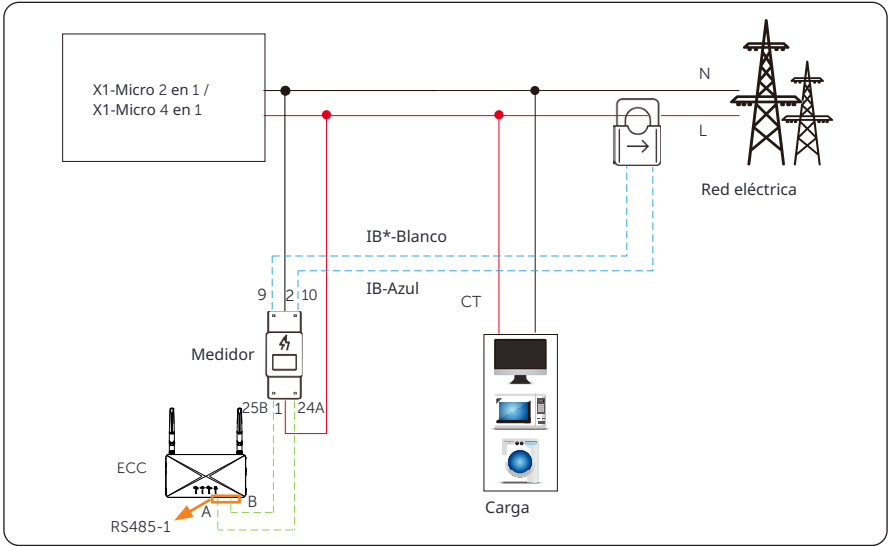 X1-Micro 2 en 1 /
X1-Micro 4 en 1
N
L
Red eléctrica
IB*-Blanco
IB-Azul
CT
9 2 10
Medidor
25B 1 24A
ECC
A B
RS485-1
Carga